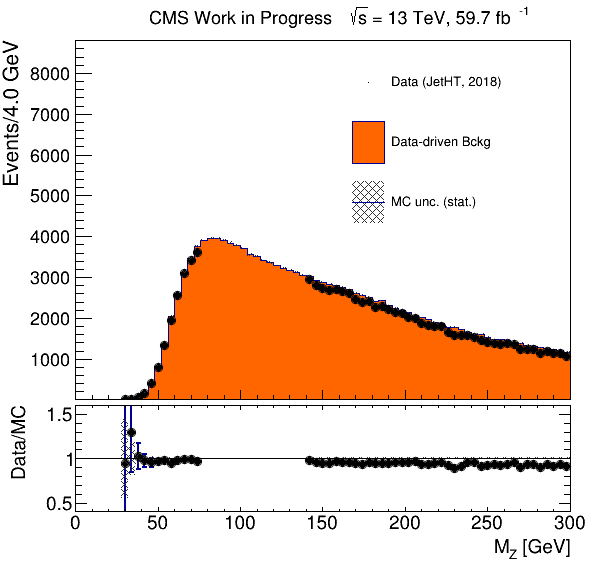 CMS Work in Progress √s = 13 TeV, 59.7 fb⁻¹
Events/4.0 GeV
8000
7000
6000
5000
4000
3000
2000
1000
Data (JetHT, 2018)
Data-driven Bckg
MC unc. (stat.)
Data/MC
1.5
1
0.5
0 50 100 150 200 250 300
M_Z [GeV]